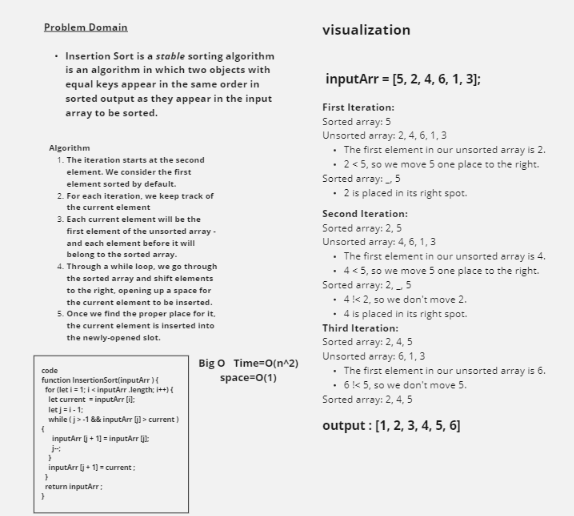 Problem Domain
• Insertion Sort is a stable sorting algorithm
is an algorithm in which two objects with
equal keys appear in the same order in
sorted output as they appear in the input
array to be sorted.
Algorithm
1. The iteration starts at the second
element. We consider the first
element sorted by default.
2. For each iteration, we keep track of
the current element
3. Each current element will be the
first element of the unsorted array -
and each element before it will
belong to the sorted array.
4. Through a while loop, we go through
the sorted array and shift elements
to the right, opening up a space for
the current element to be inserted.
5. Once we find the proper place for it,
the current element is inserted into
the newly-opened slot.
code
function InsertionSort(inputArr ) {
for (let i = 1; i < inputArr .length; i++) {
let current = inputArr [i];
let j = i - 1;
while ( j > -1 && inputArr [j] > current )
{
inputArr [j + 1] = inputArr [j];
j--;
}
inputArr [j + 1] = current ;
}
return inputArr ;
}
Big O Time=O(n^2)
space=O(1)
visualization
inputArr = [5, 2, 4, 6, 1, 3];
First Iteration:
Sorted array: 5
Unsorted array: 2, 4, 6, 1, 3
• The first element in our unsorted array is 2.
• 2 < 5, so we move 5 one place to the right.
Sorted array: _, 5
• 2 is placed in its right spot.
Second Iteration:
Sorted array: 2, 5
Unsorted array: 4, 6, 1, 3
• The first element in our unsorted array is 4.
• 4 < 5, so we move 5 one place to the right.
Sorted array: 2, _, 5
• 4 !< 2, so we don't move 2.
• 4 is placed in its right spot.
Third Iteration:
Sorted array: 2, 4, 5
Unsorted array: 6, 1, 3
• The first element in our unsorted array is 6.
• 6 !< 5, so we don't move 5.
Sorted array: 2, 4, 5
output : [1, 2, 3, 4, 5, 6]